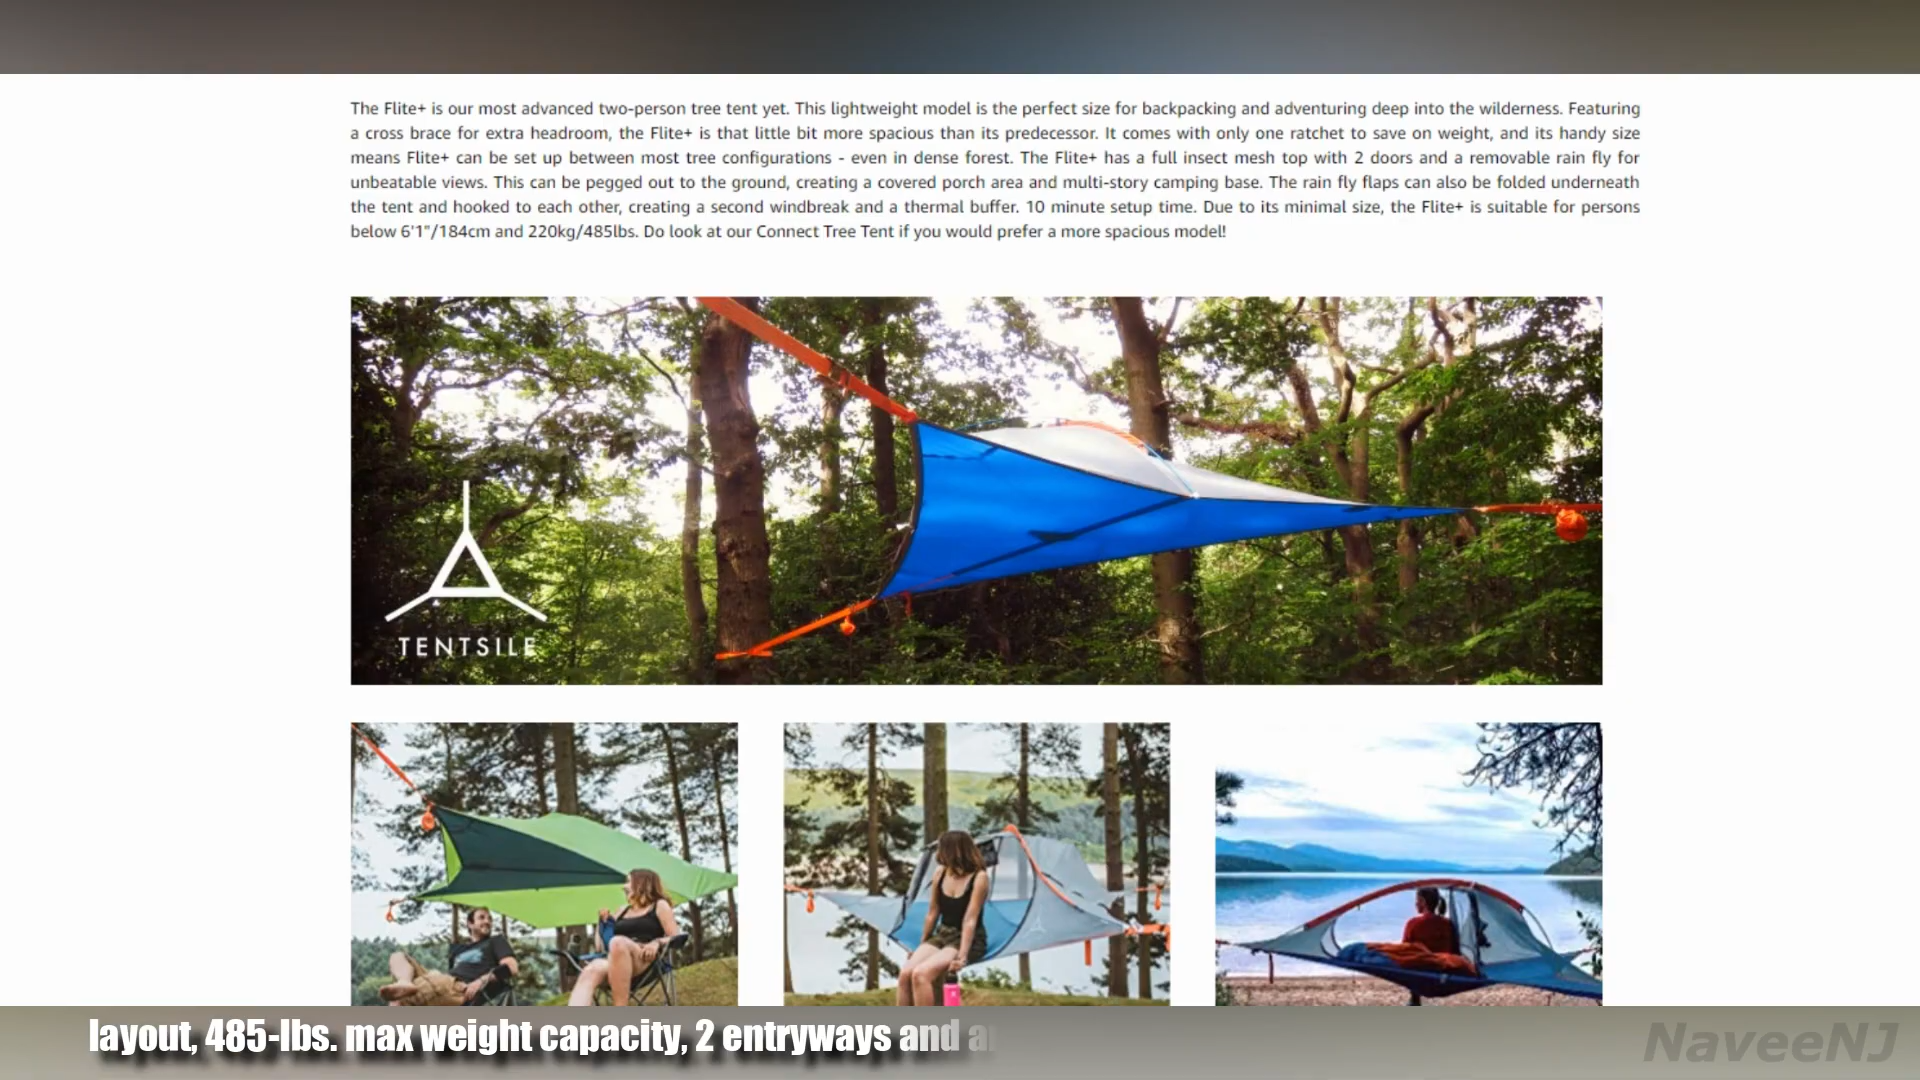 The Flite+ is our most advanced two-person tree tent yet. This lightweight model is the perfect size for backpacking and adventuring deep into the wilderness. Featuring
a cross brace for extra headroom, the Flite+ is that little bit more spacious than its predecessor. It comes with only one ratchet to save on weight, and its handy size
means Flite+ can be set up between most tree configurations - even in dense forest. The Flite+ has a full insect mesh top with 2 doors and a removable rain fly for
unbeatable views. This can be pegged out to the ground, creating a covered porch area and multi-story camping base. The rain fly flaps can also be folded underneath
the tent and hooked to each other, creating a second windbreak and a thermal buffer. 10 minute setup time. Due to its minimal size, the Flite+ is suitable for persons
below 6'1"/184cm and 220kg/485lbs. Do look at our Connect Tree Tent if you would prefer a more spacious model!
TENTSILE
layout, 485-lbs. max weight capacity, 2 entryways and
NaveeNJ